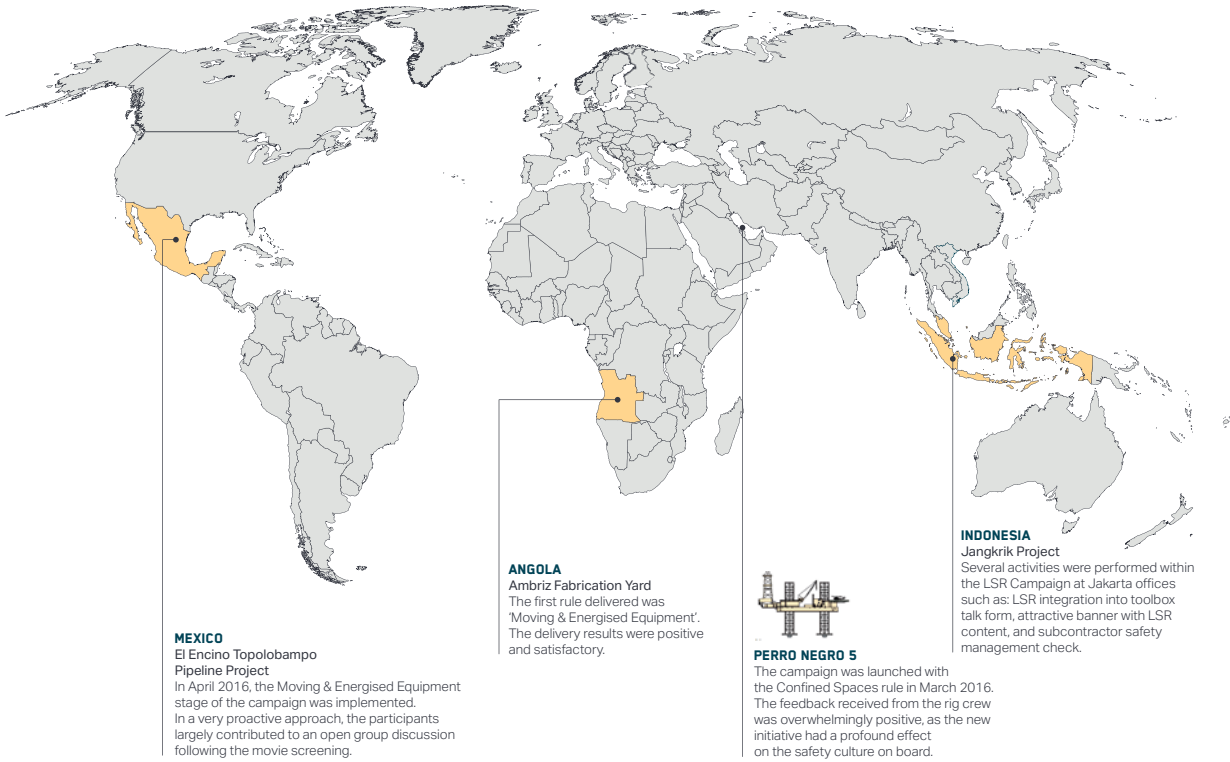 MEXICO
El Encino Topolobampo
Pipeline Project
In April 2016, the Moving & Energised Equipment
stage of the campaign was implemented.
In a very proactive approach, the participants
largely contributed to an open group discussion
following the movie screening.
ANGOLA
Ambriz Fabrication Yard
The first rule delivered was
‘Moving & Energised Equipment’.
The delivery results were positive
and satisfactory.
PERRO NEGRO 5
The campaign was launched with
the Confined Spaces rule in March 2016.
The feedback received from the rig crew
was overwhelmingly positive, as the new
initiative had a profound effect
on the safety culture on board.
INDONESIA
Jangkrik Project
Several activities were performed within
the LSR Campaign at Jakarta offices
such as: LSR integration into toolbox
talk form, attractive banner with LSR
content, and subcontractor safety
management check.